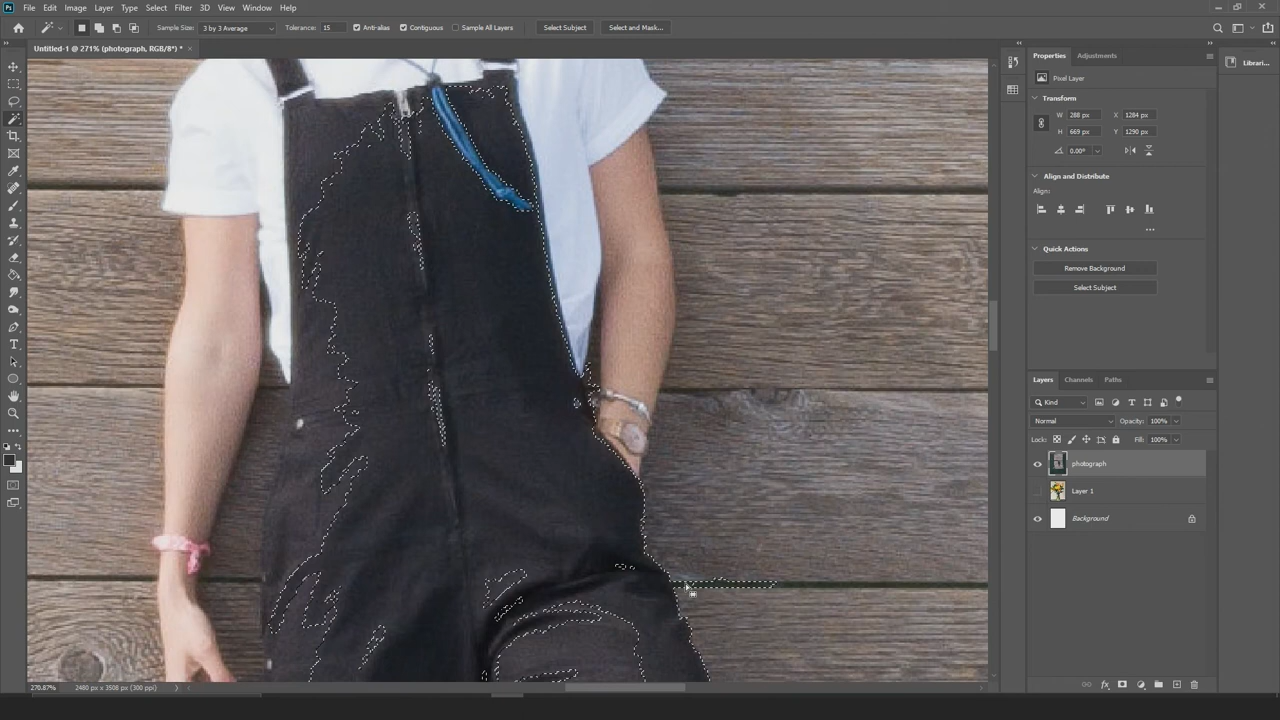 Ps File Edit Image Layer Type Select Filter 3D View Window Help
Sample Size: 3 by 3 Average Tolerance: 15 Anti-alias Contiguous Sample All Layers Select Subject Select and Mask...
Untitled-1 @ 271% (photograph, RGB/8*) * ×
Properties Adjustments
Librari...
Pixel Layer
Transform
W 288 px X 1284 px
H 669 px Y 1290 px
0.00°
Align and Distribute
Align:
Quick Actions
Remove Background
Select Subject
Layers Channels Paths
Kind
Normal Opacity: 100%
Lock: Fill: 100%
photograph
Layer 1
Background
270.87% 2480 px x 3508 px (300 ppi)